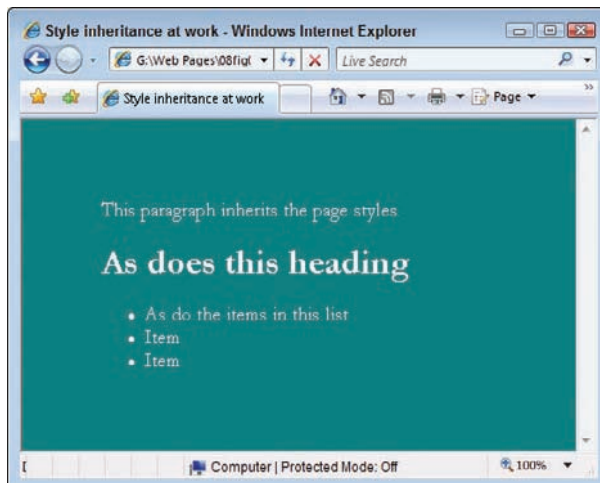 Style inheritance at work - Windows Internet Explorer
G:\Web Pages\08fig(
Live Search
Style inheritance at work
Page
This paragraph inherits the page styles
As does this heading
• As do the items in this list
• Item
• Item
Computer | Protected Mode: Off
100%